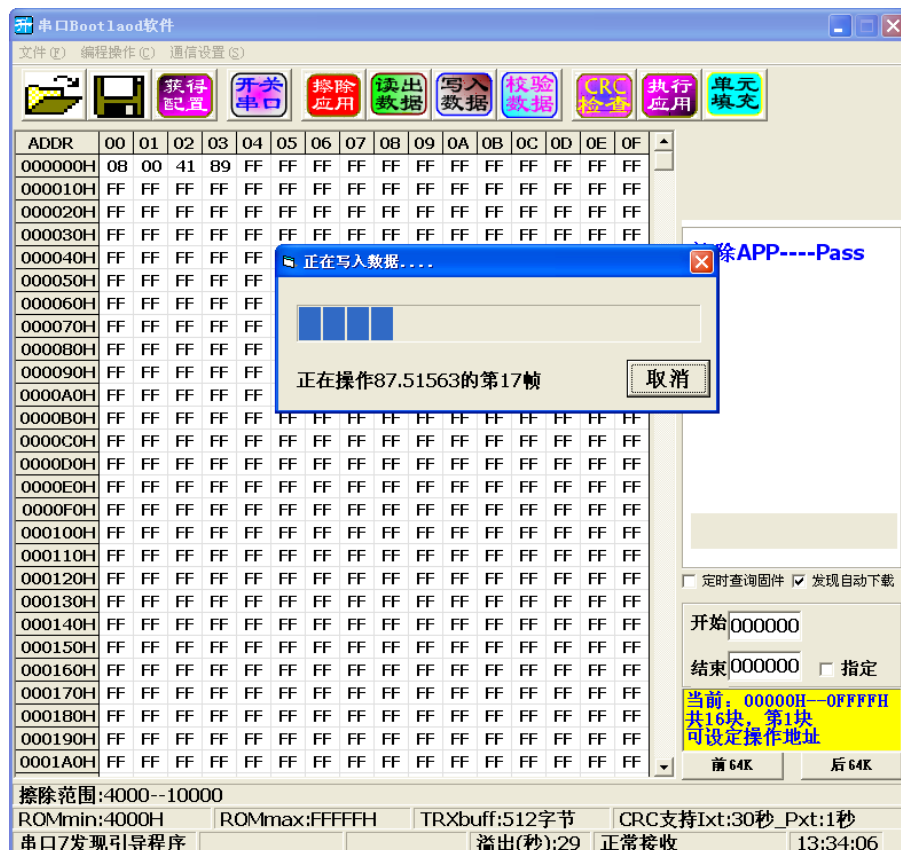 串口Bootlaod软件
文件(F) 编程操作(C) 通信设置(S)
获得配置 开关串口 擦除应用 读出数据 写入数据 校验数据 CRC检查 执行应用 单元填充
ADDR 00 01 02 03 04 05 06 07 08 09 0A 0B 0C 0D 0E 0F
000000H 08 00 41 89 FF FF FF FF FF FF FF FF FF FF FF FF
000010H FF FF FF FF FF FF FF FF FF FF FF FF FF FF FF FF
000020H FF FF FF FF FF FF FF FF FF FF FF FF FF FF FF FF
000030H FF FF FF FF FF FF FF FF FF FF FF FF FF FF FF FF
000040H FF FF FF FF FF
除APP----Pass
正在写入数据....
000050H FF FF FF FF FF
000060H FF FF FF FF FF
000070H FF FF FF FF FF
000080H FF FF FF FF FF
000090H FF FF FF FF FF
正在操作87.51563的第17帧
取消
0000A0H FF FF FF FF FF
0000B0H FF FF FF FF FF FF FF FF FF FF FF FF FF FF FF FF
0000C0H FF FF FF FF FF FF FF FF FF FF FF FF FF FF FF FF
0000D0H FF FF FF FF FF FF FF FF FF FF FF FF FF FF FF FF
0000E0H FF FF FF FF FF FF FF FF FF FF FF FF FF FF FF FF
0000F0H FF FF FF FF FF FF FF FF FF FF FF FF FF FF FF FF
000100H FF FF FF FF FF FF FF FF FF FF FF FF FF FF FF FF
000110H FF FF FF FF FF FF FF FF FF FF FF FF FF FF FF FF
000120H FF FF FF FF FF FF FF FF FF FF FF FF FF FF FF FF
定时查询固件 发现自动下载
000130H FF FF FF FF FF FF FF FF FF FF FF FF FF FF FF FF
000140H FF FF FF FF FF FF FF FF FF FF FF FF FF FF FF FF
开始 000000
000150H FF FF FF FF FF FF FF FF FF FF FF FF FF FF FF FF
000160H FF FF FF FF FF FF FF FF FF FF FF FF FF FF FF FF
结束 000000 指定
000170H FF FF FF FF FF FF FF FF FF FF FF FF FF FF FF FF
000180H FF FF FF FF FF FF FF FF FF FF FF FF FF FF FF FF
000190H FF FF FF FF FF FF FF FF FF FF FF FF FF FF FF FF
0001A0H FF FF FF FF FF FF FF FF FF FF FF FF FF FF FF FF
当前: 00000H--0FFFFH
共16块, 第1块
可设定操作地址
前64K 后64K
擦除范围:4000--10000
ROMmin:4000H ROMmax:FFFFH TRXbuff:512字节 CRC支持Ixt:30秒_Pxt:1秒
串口7发现引导程序 溢出(秒):29 正常接收 13:34:06